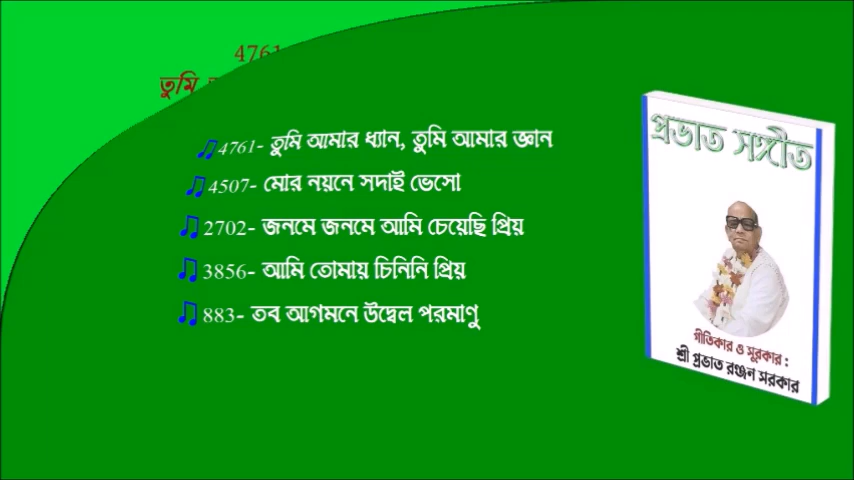 4761
তুমি
4761- তুমি আমার ধ্যান, তুমি আমার জ্ঞান
4507- মোর নয়নে সদাই ভেসো
2702- জনমে জনমে আমি চেয়েছি প্রিয়
3856- আমি তোমায় চিনিনি প্রিয়
883- তব আগমনে উদ্বেল পরমাণু
প্রভাত সঙ্গীত
গীতিকার ও সুরকার :
শ্রী প্রভাত রঞ্জন সরকার